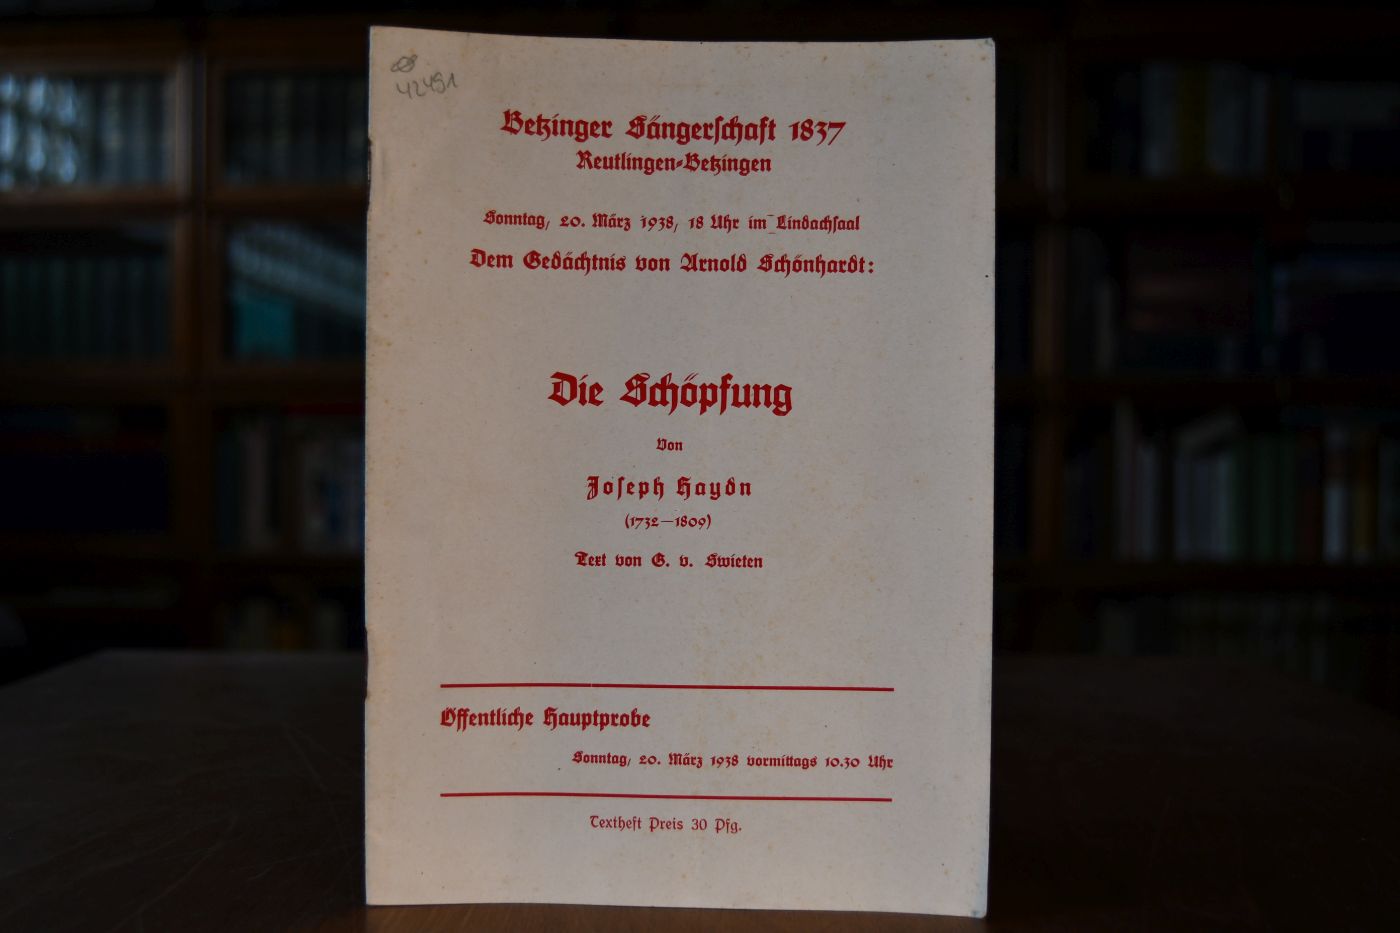 42451
Betzinger Sängerschaft 1837
Reutlingen-Betzingen
Sonntag, 20. März 1938, 18 Uhr im Lindachsaal
Dem Gedächtnis von Arnold Schönhardt:
Die Schöpfung
Von
Joseph Haydn
(1732—1809)
Text von G. v. Swieten
Öffentliche Hauptprobe
Sonntag, 20. März 1938 vormittags 10.30 Uhr
Textheft Preis 30 Pfg.